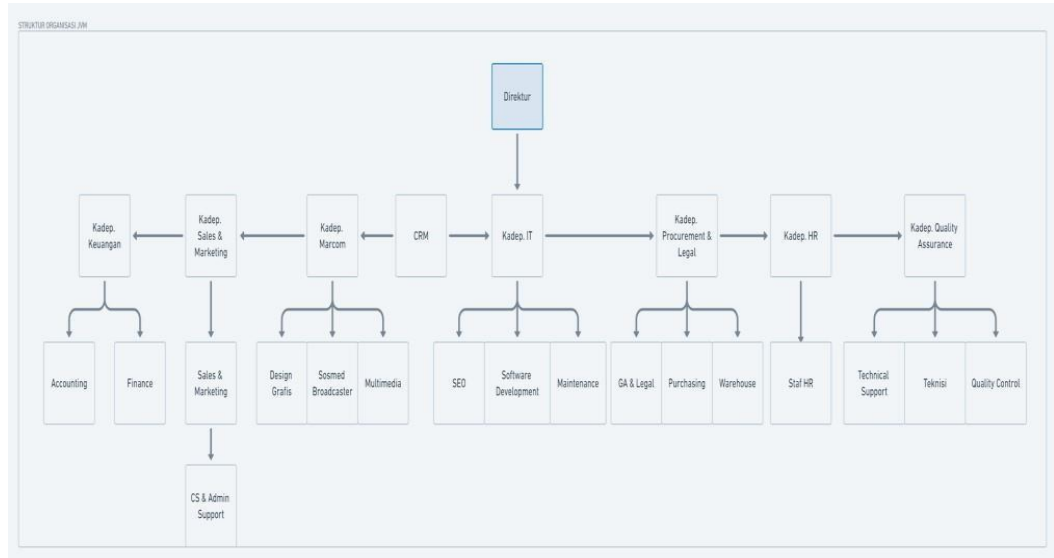 STRUKTUR ORGANISASI JVM
Direktur
Kadep.
Keuangan
Kadep.
Sales &
Marketing
Kadep.
Marcom
CRM
Kadep. IT
Kadep.
Procurement &
Legal
Kadep. HR
Kadep. Quality
Assurance
Accounting
Finance
Sales &
Marketing
Design
Grafis
Sosmed
Broadcaster
Multimedia
SEO
Software
Development
Maintenance
GA & Legal
Purchasing
Warehouse
Staf HR
Technical
Support
Teknisi
Quality Control
CS & Admin
Support